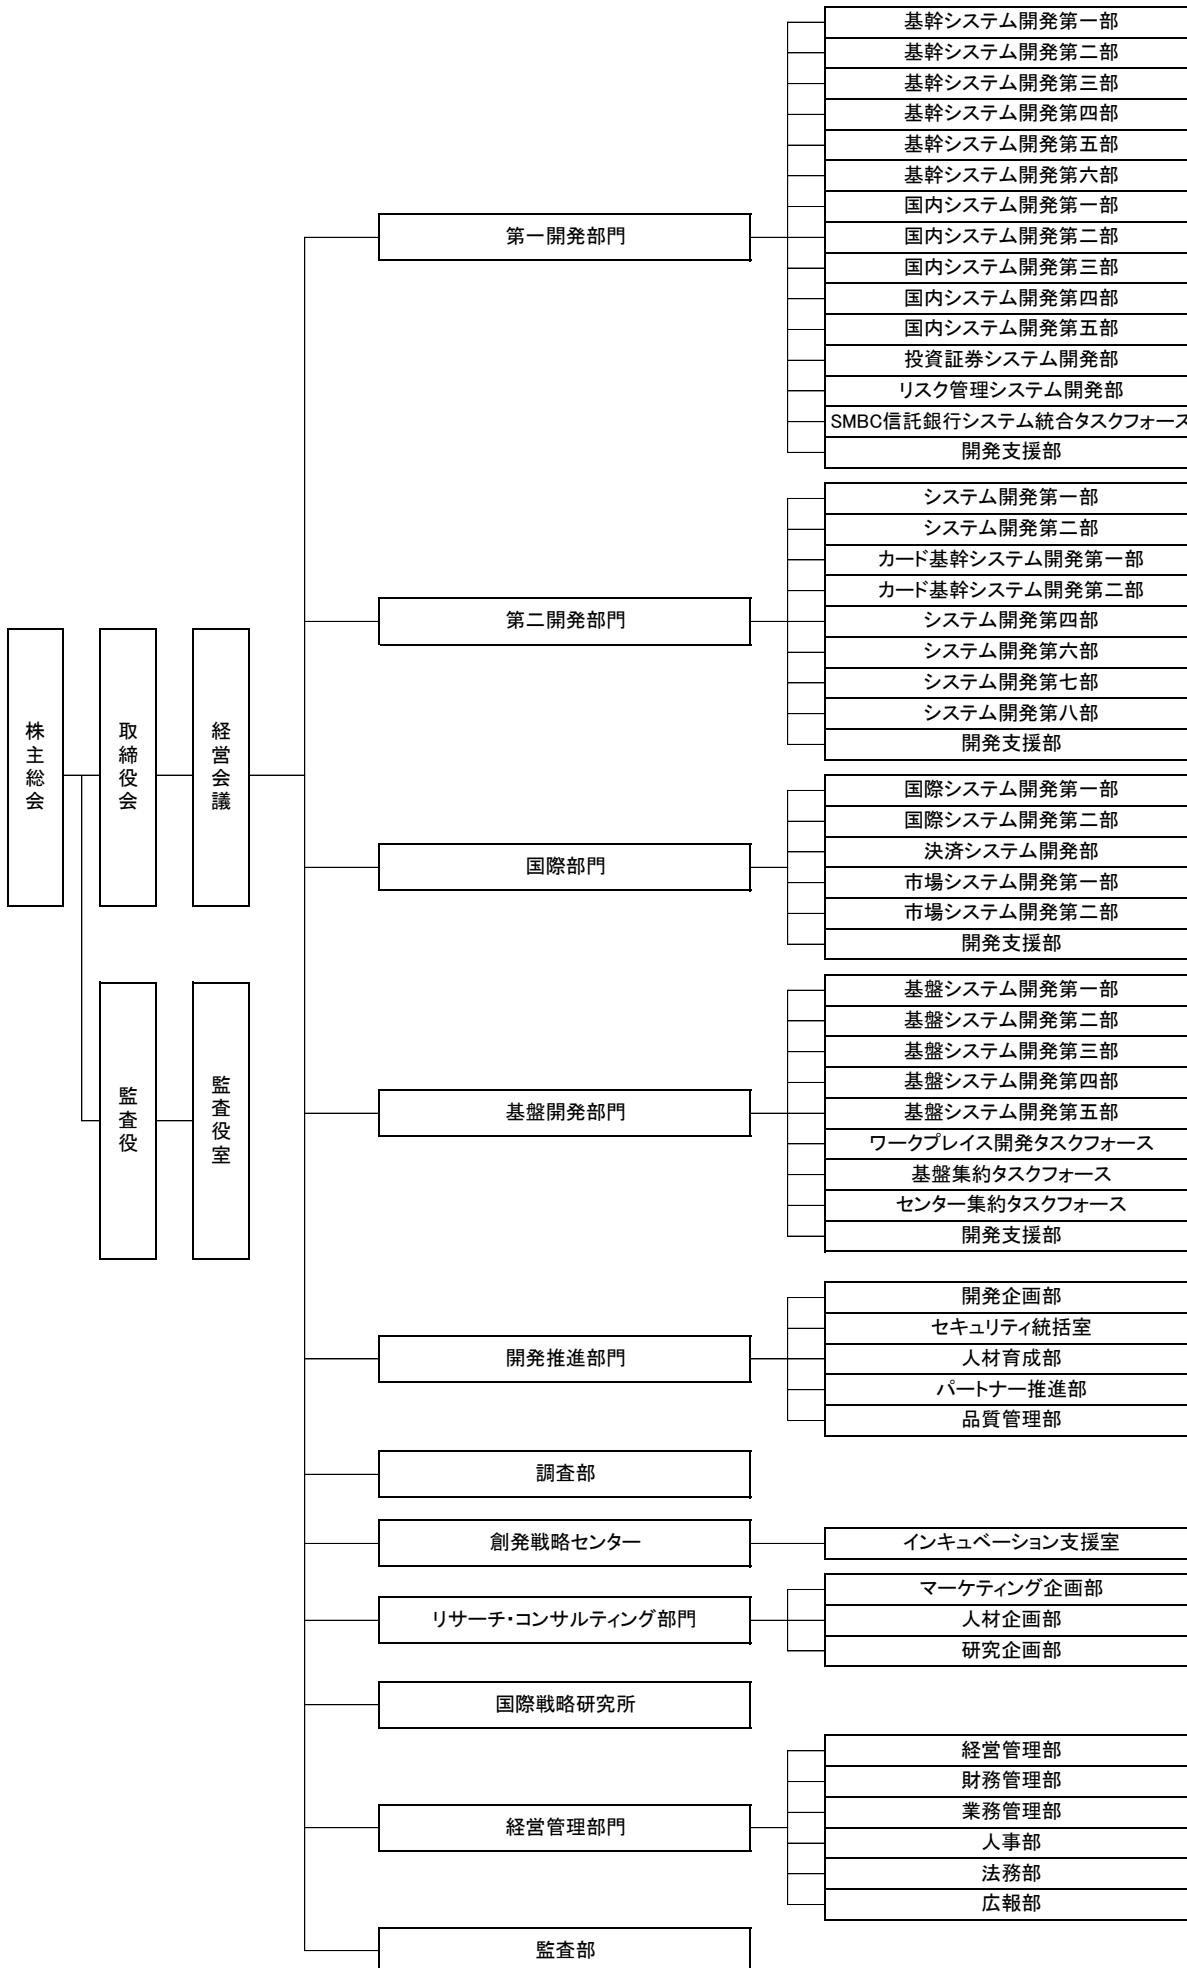 株主総会
取締役会
経営会議
監査役
監査役室
第一開発部門
基幹システム開発第一部
基幹システム開発第二部
基幹システム開発第三部
基幹システム開発第四部
基幹システム開発第五部
基幹システム開発第六部
国内システム開発第一部
国内システム開発第二部
国内システム開発第三部
国内システム開発第四部
国内システム開発第五部
投資証券システム開発部
リスク管理システム開発部
SMBC信託銀行システム統合タスクフォース
開発支援部
第二開発部門
システム開発第一部
システム開発第二部
カード基幹システム開発第一部
カード基幹システム開発第二部
システム開発第四部
システム開発第六部
システム開発第七部
システム開発第八部
開発支援部
国際部門
国際システム開発第一部
国際システム開発第二部
決済システム開発部
市場システム開発第一部
市場システム開発第二部
開発支援部
基盤開発部門
基盤システム開発第一部
基盤システム開発第二部
基盤システム開発第三部
基盤システム開発第四部
基盤システム開発第五部
ワークプレイス開発タスクフォース
基盤集約タスクフォース
センター集約タスクフォース
開発支援部
開発推進部門
開発企画部
セキュリティ統括室
人材育成部
パートナー推進部
品質管理部
調査部
創発戦略センター
インキュベーション支援室
リサーチ・コンサルティング部門
マーケティング企画部
人材企画部
研究企画部
国際戦略研究所
経営管理部門
経営管理部
財務管理部
業務管理部
人事部
法務部
広報部
監査部